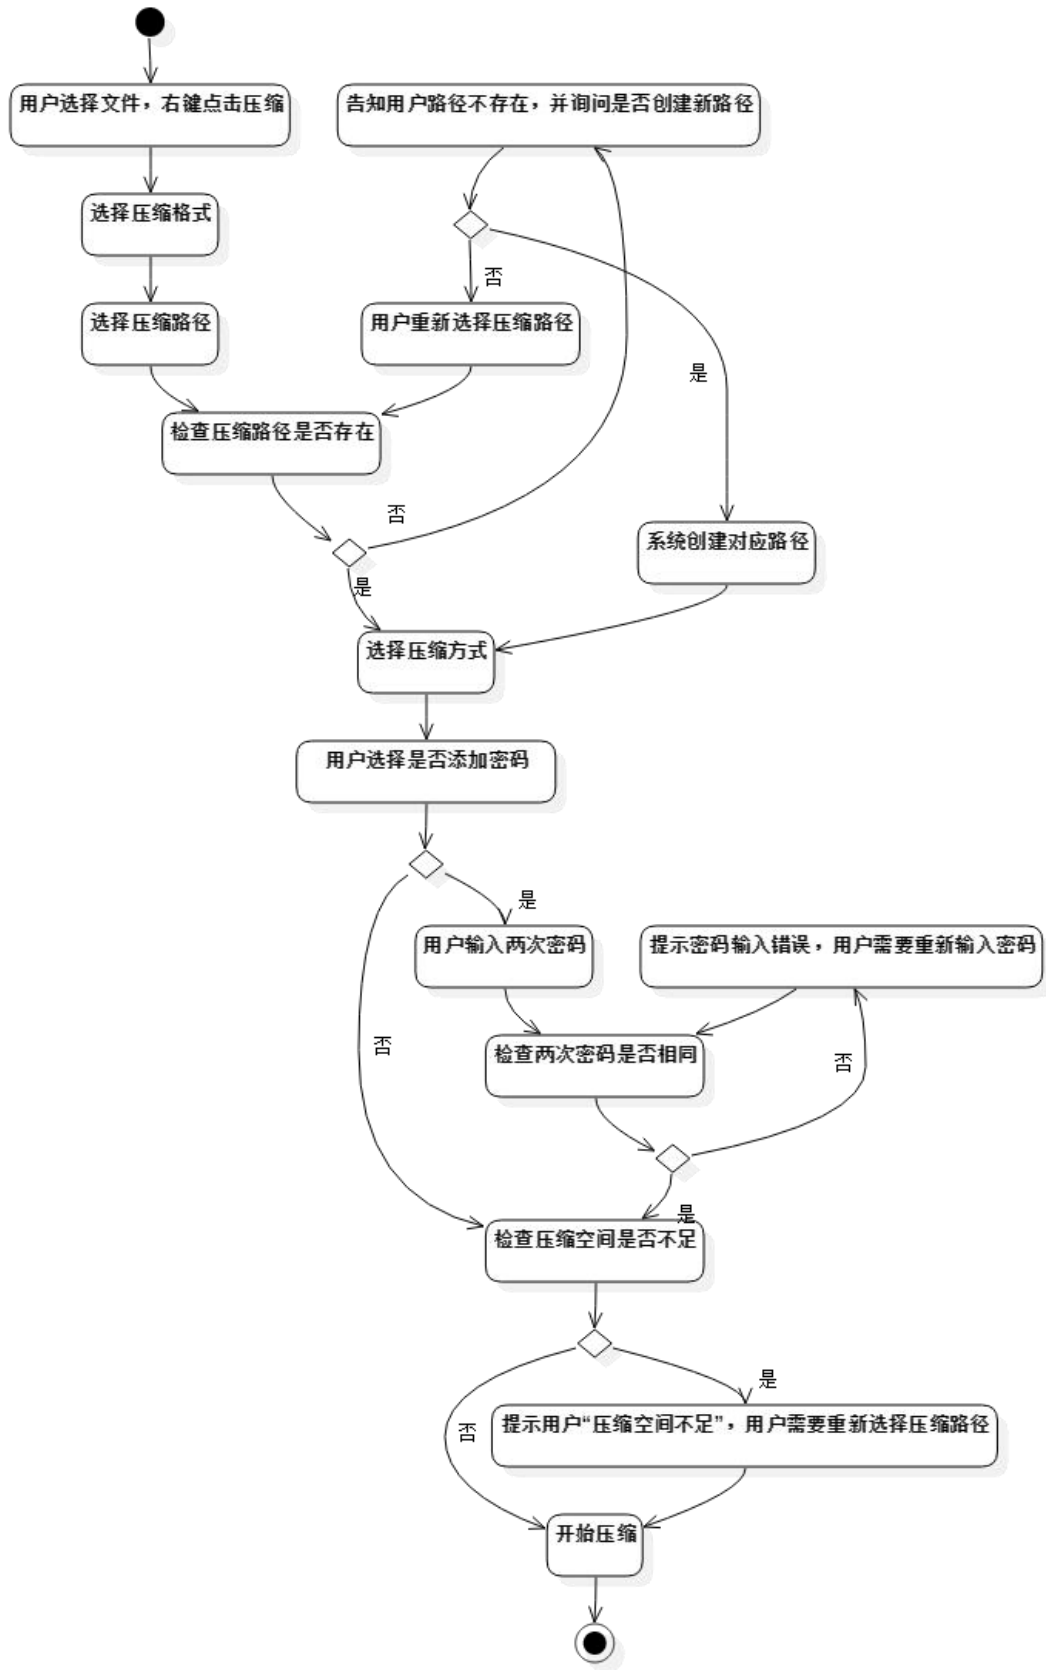 用户选择文件，右键点击压缩
告知用户路径不存在，并询问是否创建新路径
选择压缩格式
否
选择压缩路径
用户重新选择压缩路径
是
检查压缩路径是否存在
否
系统创建对应路径
是
选择压缩方式
用户选择是否添加密码
是
用户输入两次密码
提示密码输入错误，用户需要重新输入密码
否
检查两次密码是否相同
否
是
检查压缩空间是否不足
是
提示用户“压缩空间不足”，用户需要重新选择压缩路径
否
开始压缩